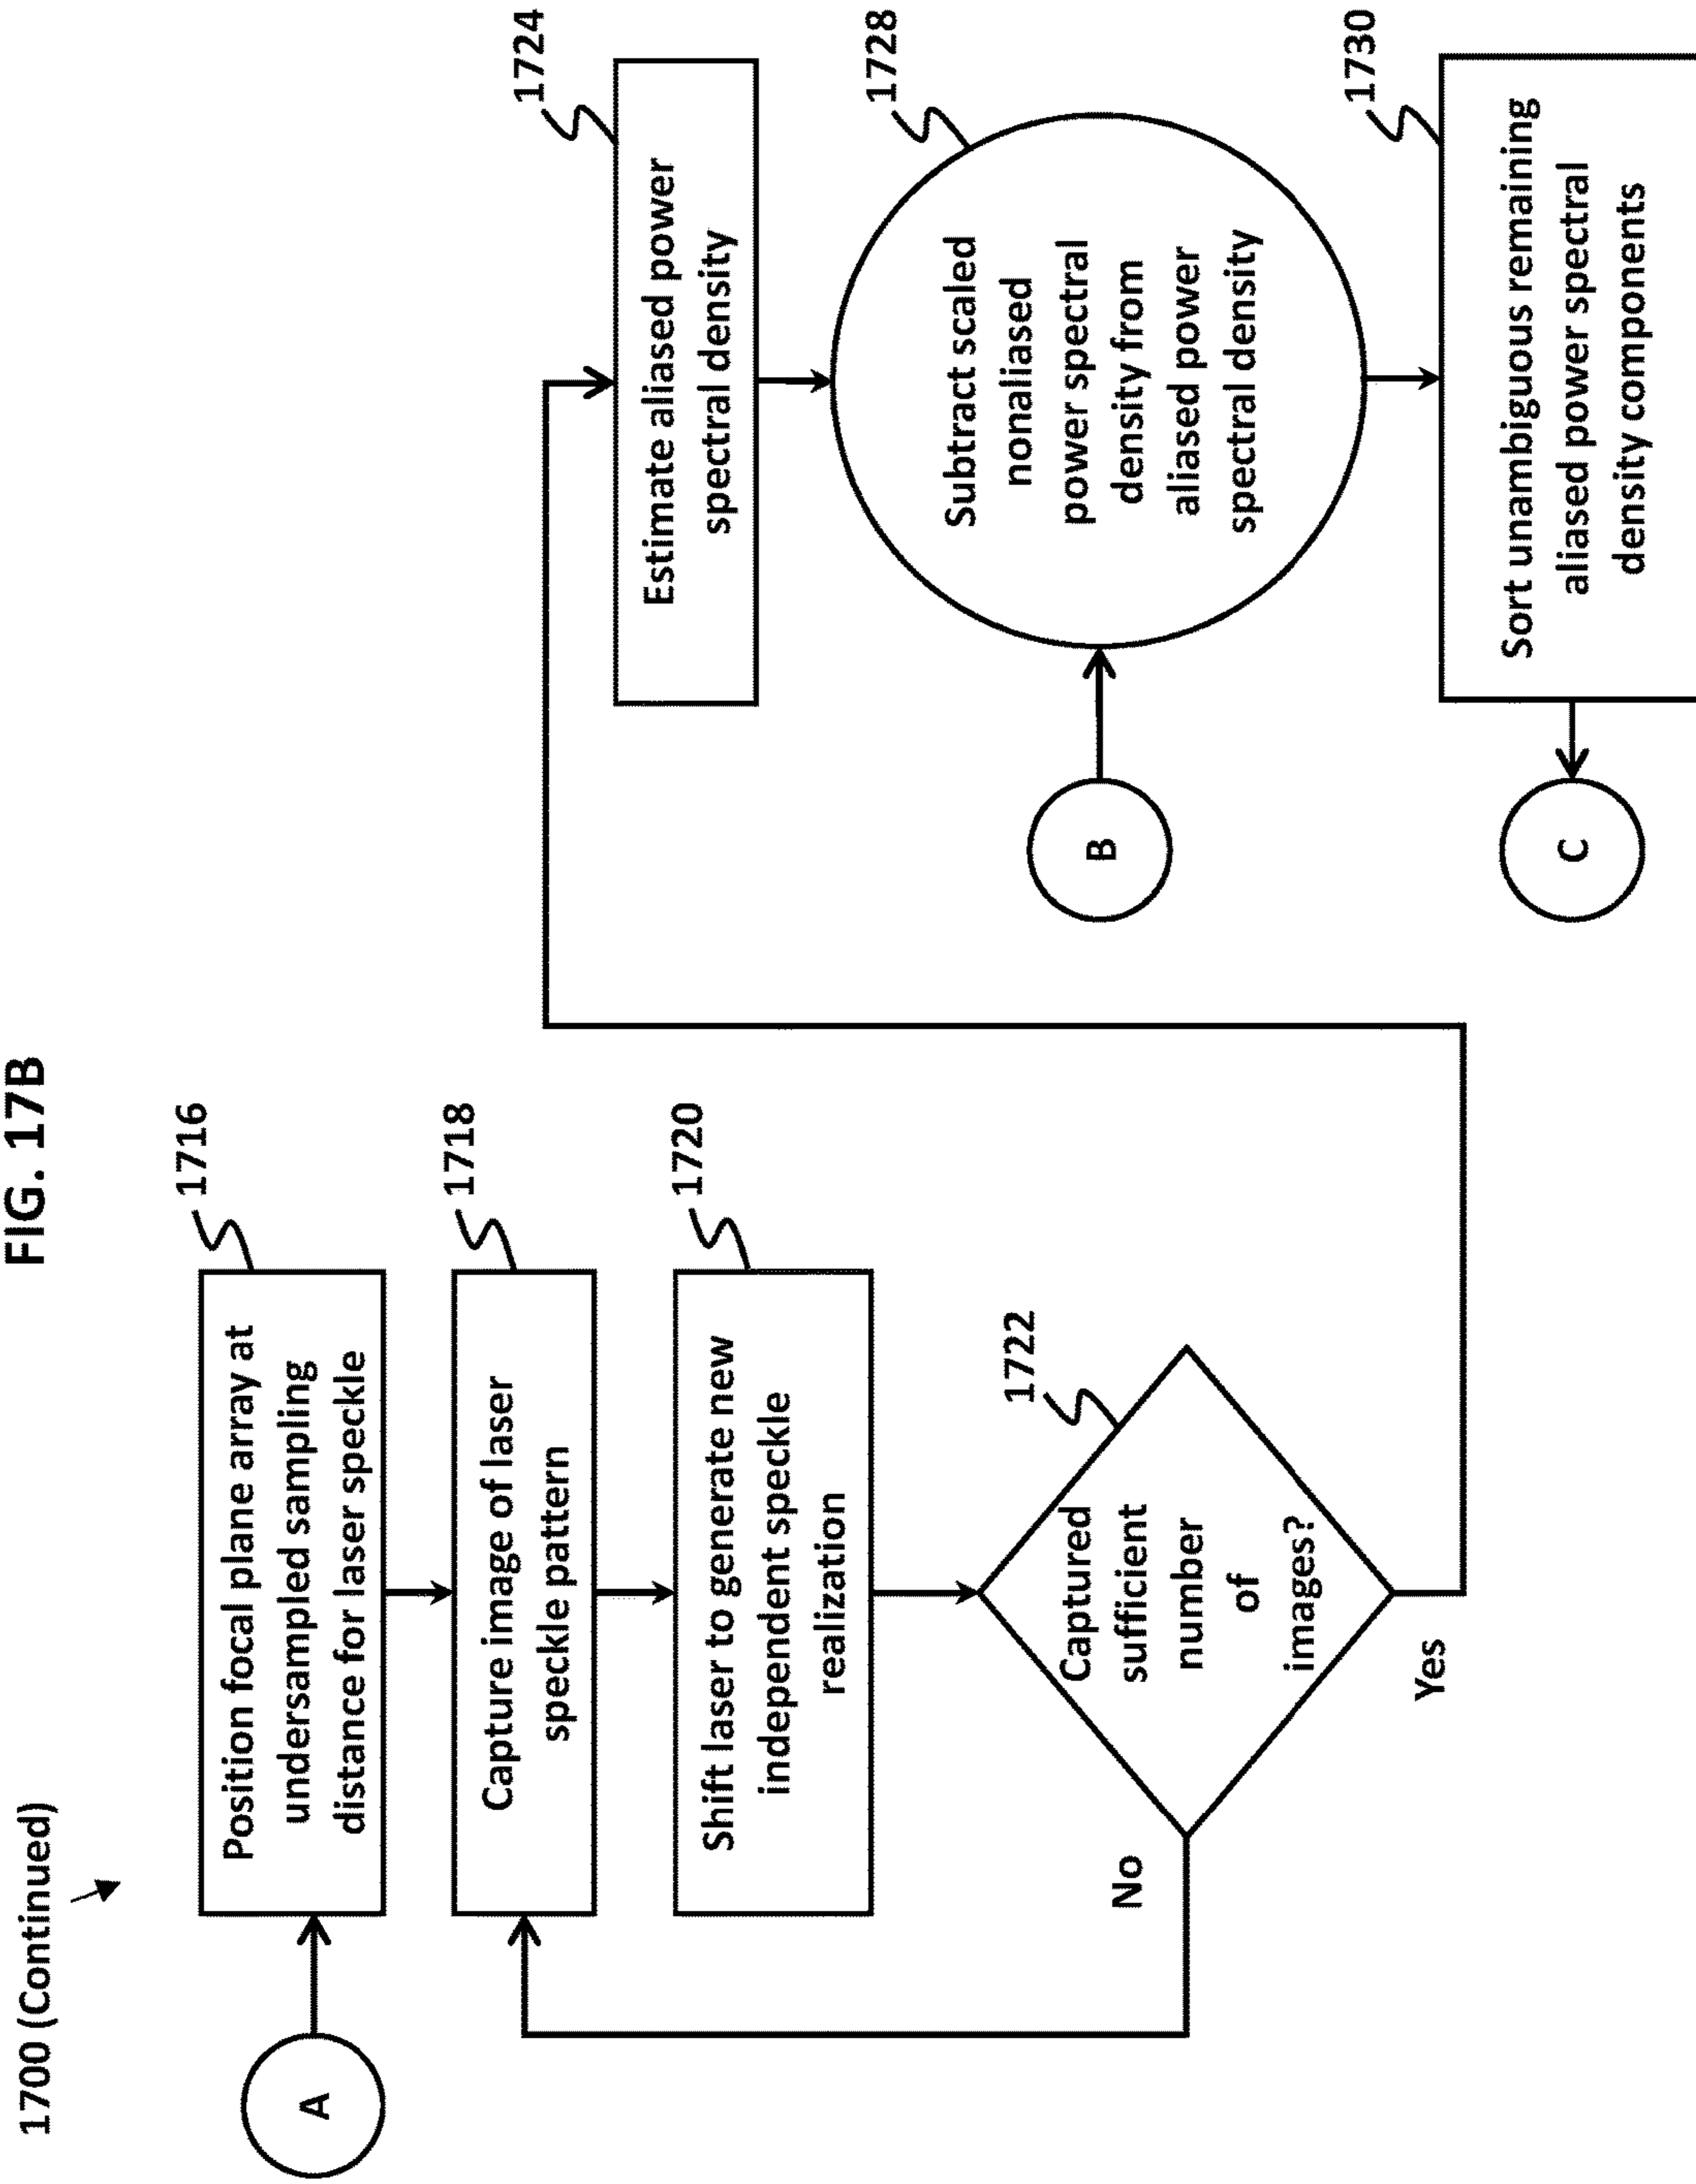 FIG. 17B
1700 (Continued)
A
Position focal plane array at
undersampled sampling
distance for laser speckle
1716
Capture image of laser
speckle pattern
1718
Shift laser to generate new
independent speckle
realization
1720
Captured
sufficient
number
of
images?
1722
No
Yes
Estimate aliased power
spectral density
1724
B
Subtract scaled
nonaliased
power spectral
density from
aliased power
spectral density
1728
Sort unambiguous remaining
aliased power spectral
density components
1730
C